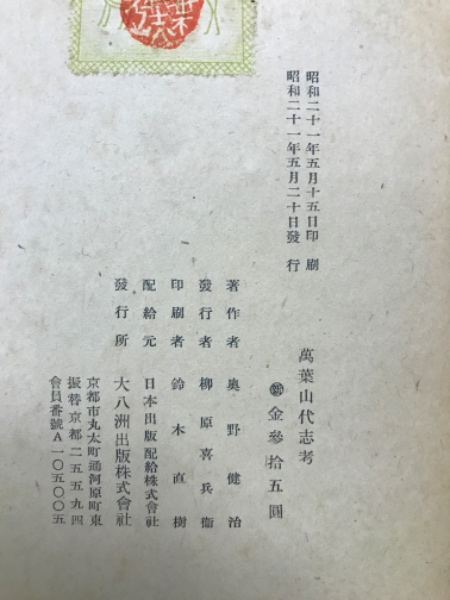 昭和二十一年五月十五日印刷
昭和二十一年五月二十日發行
萬葉山代志考
金參拾五圓
著作者 奥野健治
發行者 柳原喜兵衞
印刷者 鈴木直樹
配給元 日本出版配給株式會社
發行所 大八洲出版株式會社
京都市丸太町通河原町東
振替京都二五五九四
會員番號A一〇五〇〇五